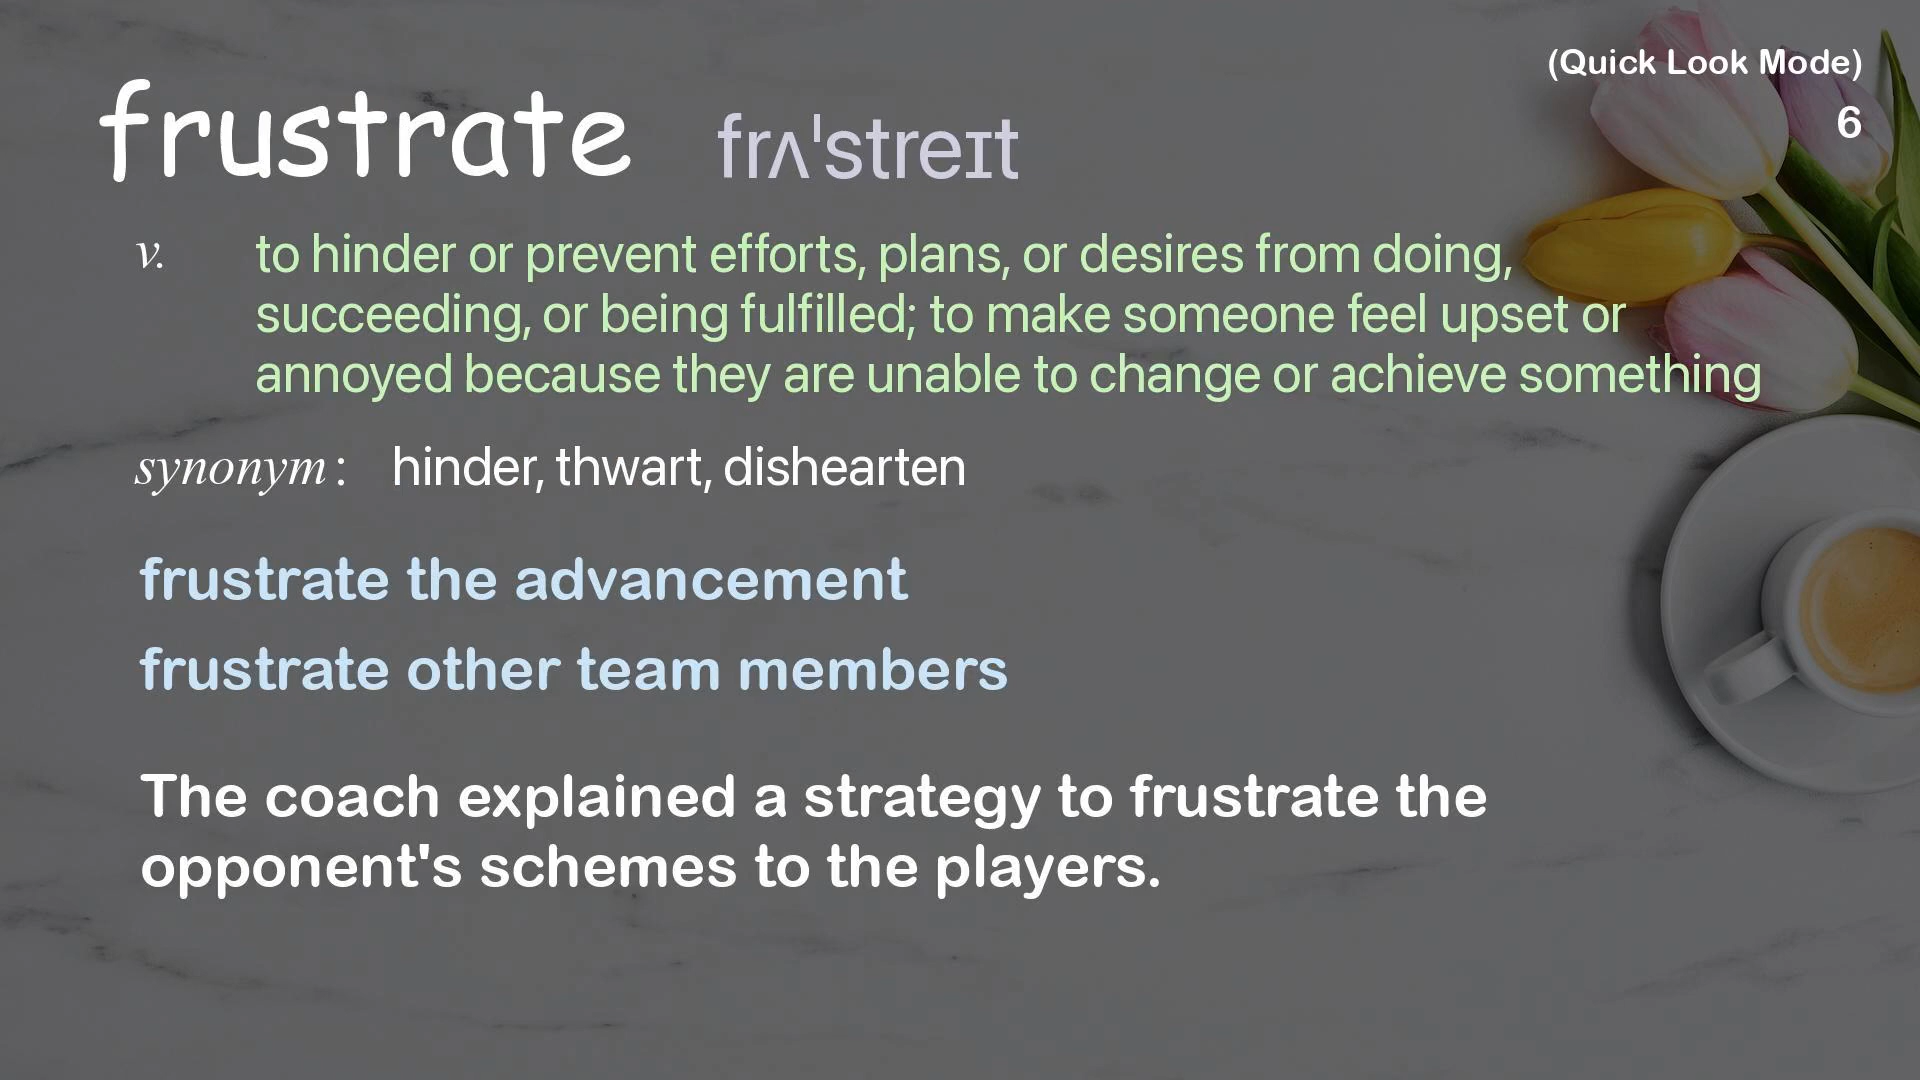 (Quick Look Mode)
6
frustrate frʌˈstreɪt
v. to hinder or prevent efforts, plans, or desires from doing,
succeeding, or being fulfilled; to make someone feel upset or
annoyed because they are unable to change or achieve something
synonym : hinder, thwart, dishearten
frustrate the advancement
frustrate other team members
The coach explained a strategy to frustrate the
opponent's schemes to the players.